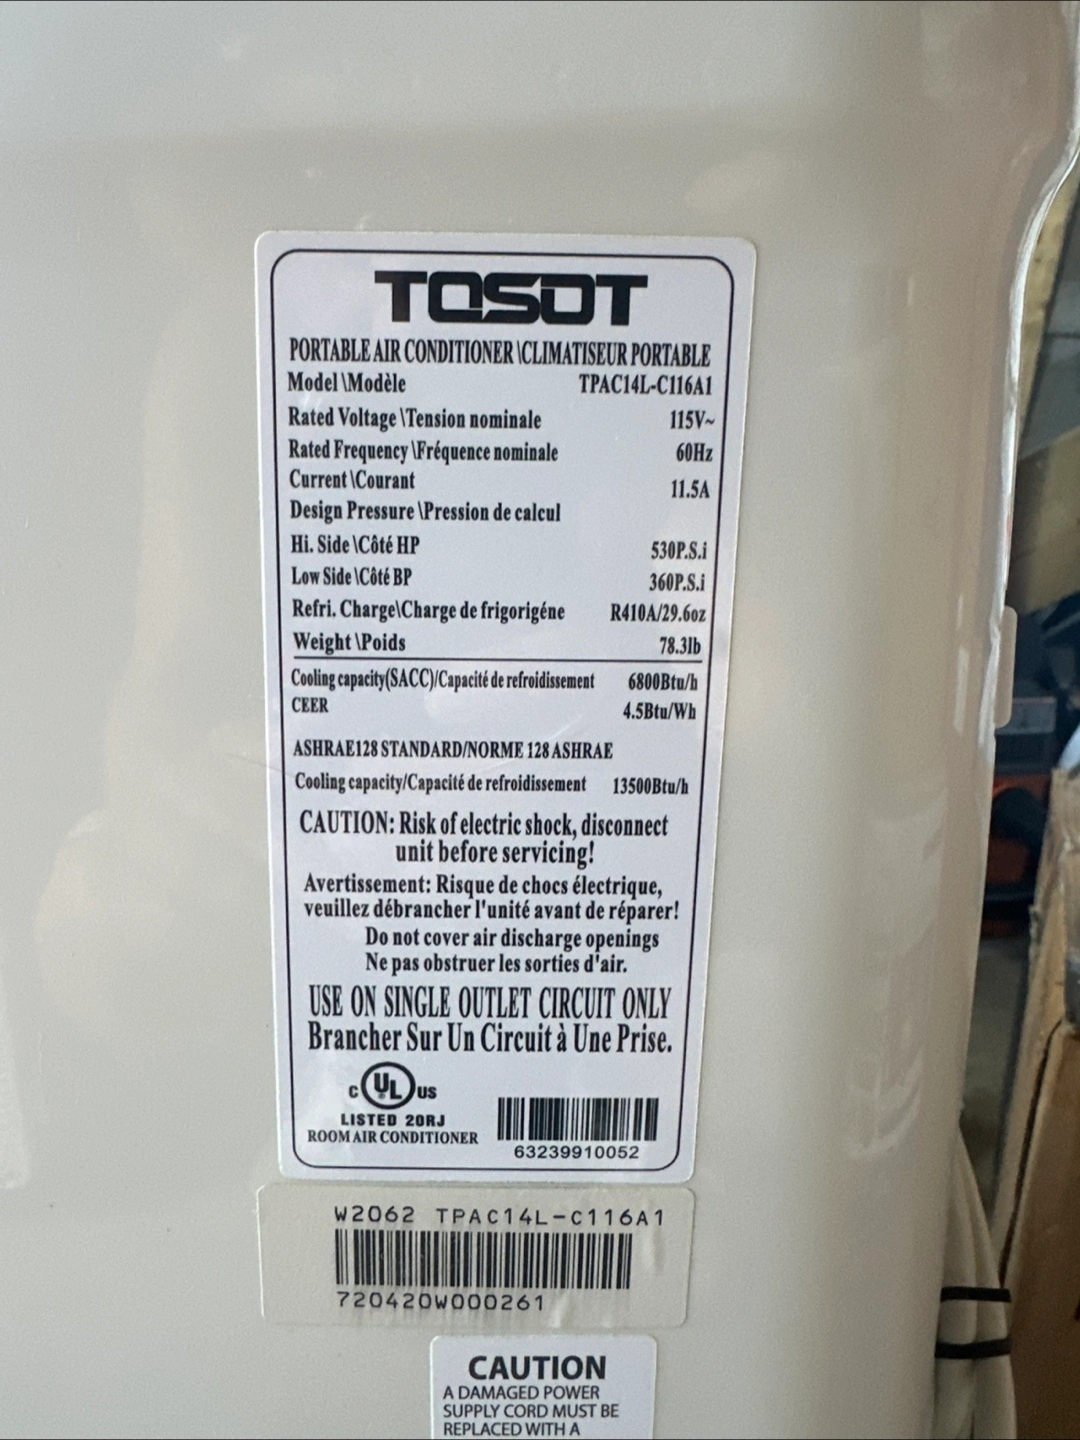 TOSOT
PORTABLE AIR CONDITIONER \CLIMATISEUR PORTABLE
Model \Modèle TPAC14L-C116A1
Rated Voltage \Tension nominale 115V~
Rated Frequency \Fréquence nominale 60Hz
Current \Courant 11.5A
Design Pressure \Pression de calcul
Hi. Side \Côté HP 530P.S.i
Low Side \Côté BP 360P.S.i
Refri. Charge\Charge de frigorigéne R410A/29.6oz
Weight \Poids 78.3lb
Cooling capacity(SACC)/Capacité de refroidissement 6800Btu/h
CEER 4.5Btu/Wh
ASHRAE128 STANDARD/NORME 128 ASHRAE
Cooling capacity/Capacité de refroidissement 13500Btu/h
CAUTION: Risk of electric shock, disconnect
unit before servicing!
Avertissement: Risque de chocs électrique,
veuillez débrancher l'unité avant de réparer!
Do not cover air discharge openings
Ne pas obstruer les sorties d'air.
USE ON SINGLE OUTLET CIRCUIT ONLY
Brancher Sur Un Circuit à Une Prise.
C UL US
LISTED 20RJ
ROOM AIR CONDITIONER
63239910052
W2062 TPAC14L-C116A1
720420W000261
CAUTION
A DAMAGED POWER
SUPPLY CORD MUST BE
REPLACED WITH A